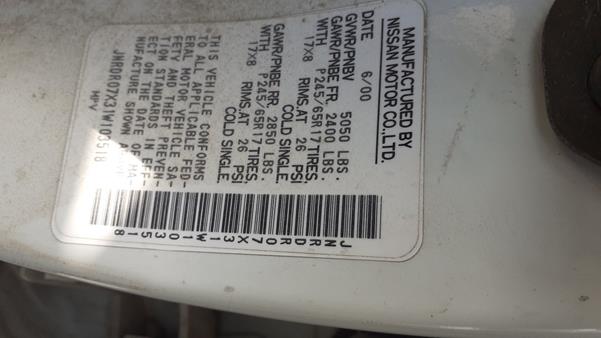 MANUFACTURED BY
NISSAN MOTOR CO.,LTD.
DATE 6/00
GVWR/PNBV 5050 LBS.
GAWR/PNBE FR. 2400 LBS.
WITH P245/65R17 TIRES,
17X8 RIMS,AT 26 PSI
COLD SINGLE.
GAWR/PNBE RR. 2850 LBS.
WITH P245/65R17 TIRES,
17X8 RIMS,AT 26 PSI
COLD SINGLE.
THIS VEHICLE CONFORMS
TO ALL APPLICABLE FED-
ERAL MOTOR VEHICLE SA-
FETY AND THEFT PREVEN-
TION STANDARDS IN EFF-
ECT ON THE DATE OF MA-
NUFACTURE SHOWN
JNRDR07X31W103518
MPV
JNRDR07X31W103518